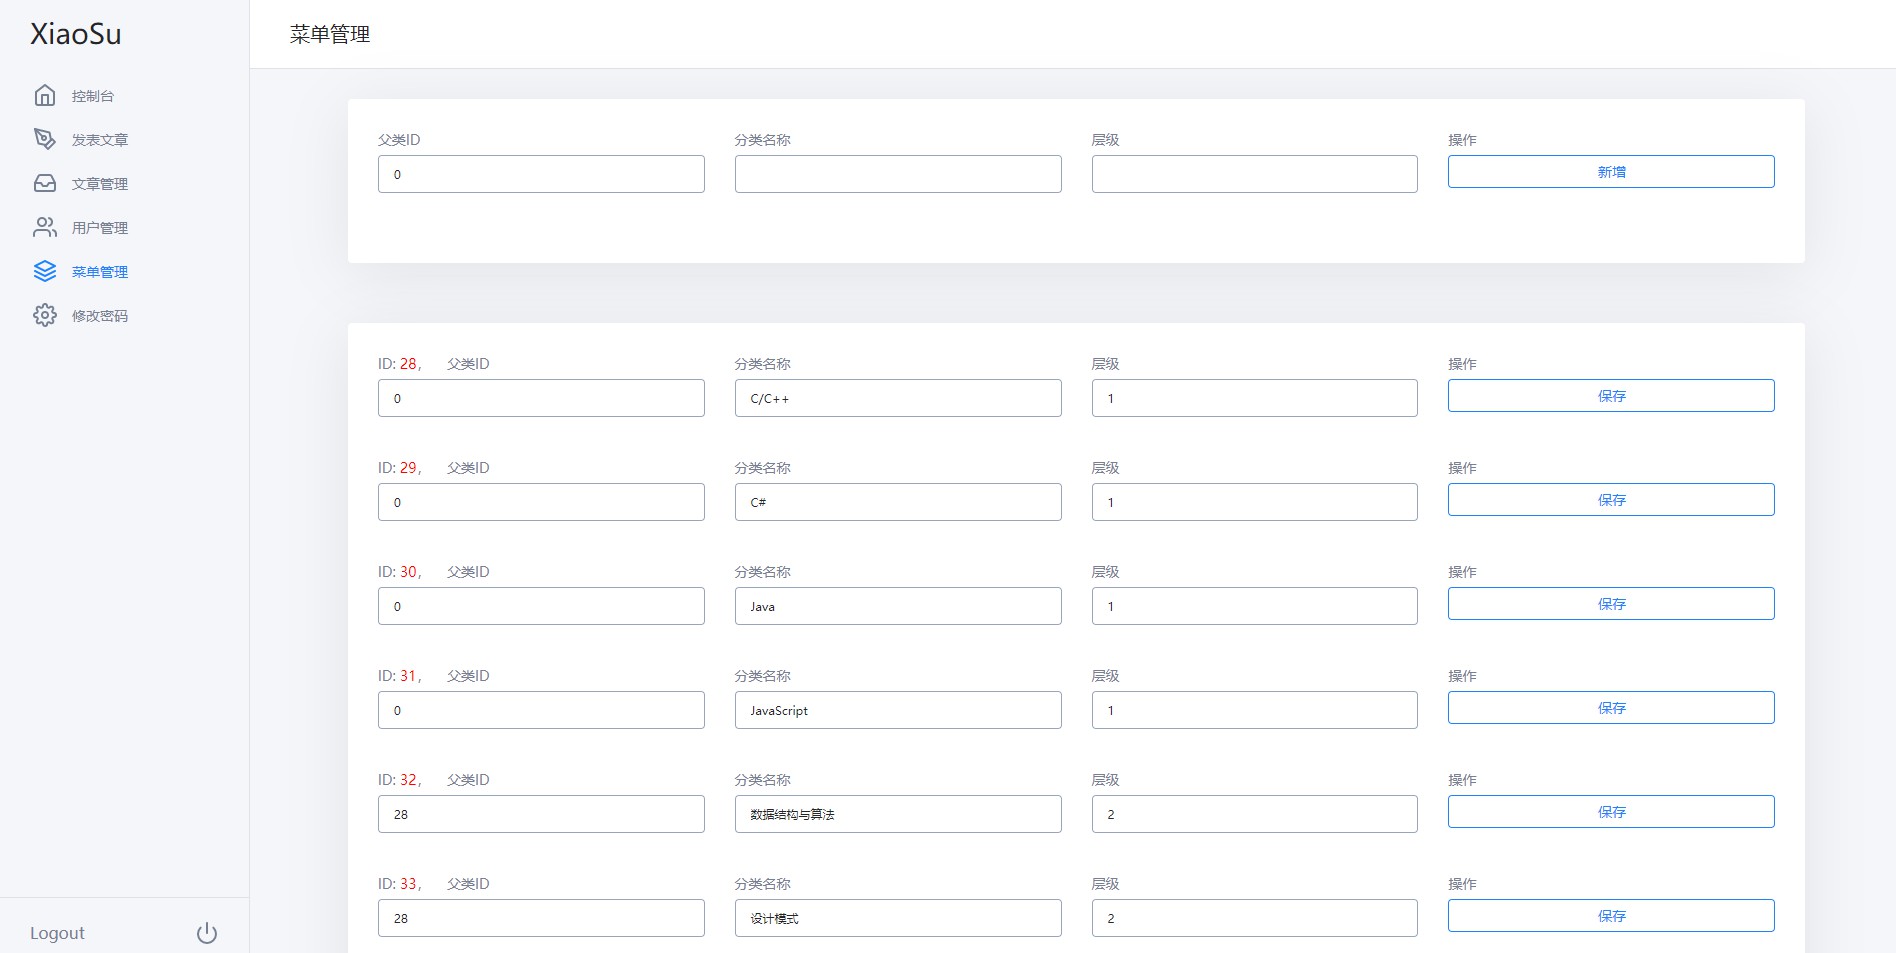 XiaoSu
控制台
发表文章
文章管理
用户管理
菜单管理
修改密码
Logout
菜单管理
父类ID 分类名称 层级 操作
0 新增
ID: 28, 父类ID 分类名称 层级 操作
0 C/C++ 1 保存
ID: 29, 父类ID 分类名称 层级 操作
0 C# 1 保存
ID: 30, 父类ID 分类名称 层级 操作
0 Java 1 保存
ID: 31, 父类ID 分类名称 层级 操作
0 JavaScript 1 保存
ID: 32, 父类ID 分类名称 层级 操作
28 数据结构与算法 2 保存
ID: 33, 父类ID 分类名称 层级 操作
28 设计模式 2 保存